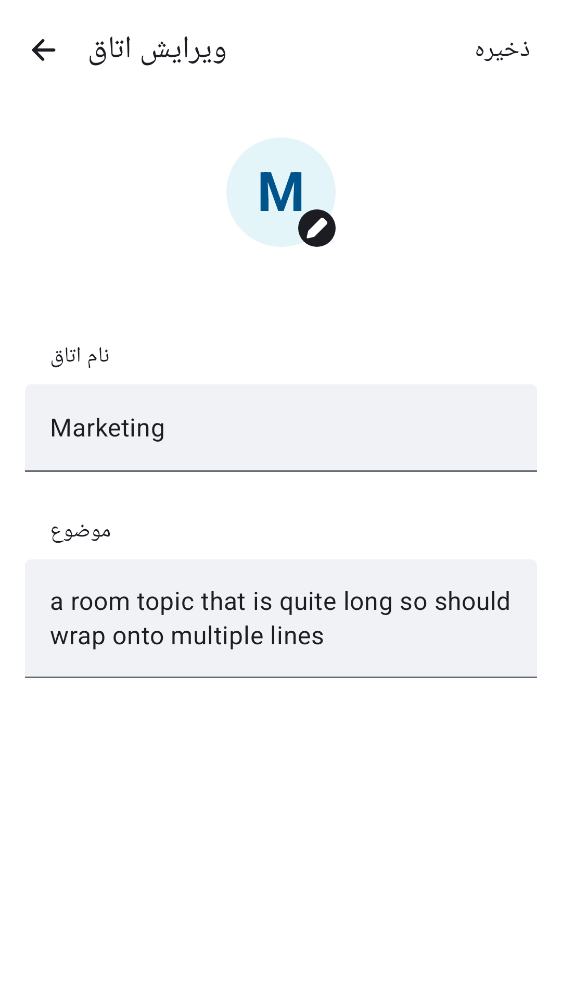 ویرایش اتاق
ذخیره
M
نام اتاق
Marketing
موضوع
a room topic that is quite long so should
wrap onto multiple lines